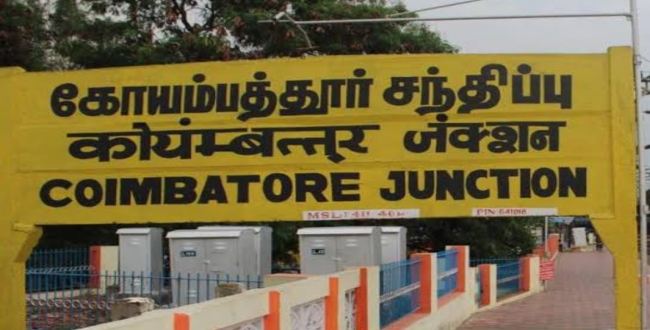 கோயம்பத்தூர் சந்திப்பு
कोयंम्बत्तूर जंक्शन
COIMBATORE JUNCTION